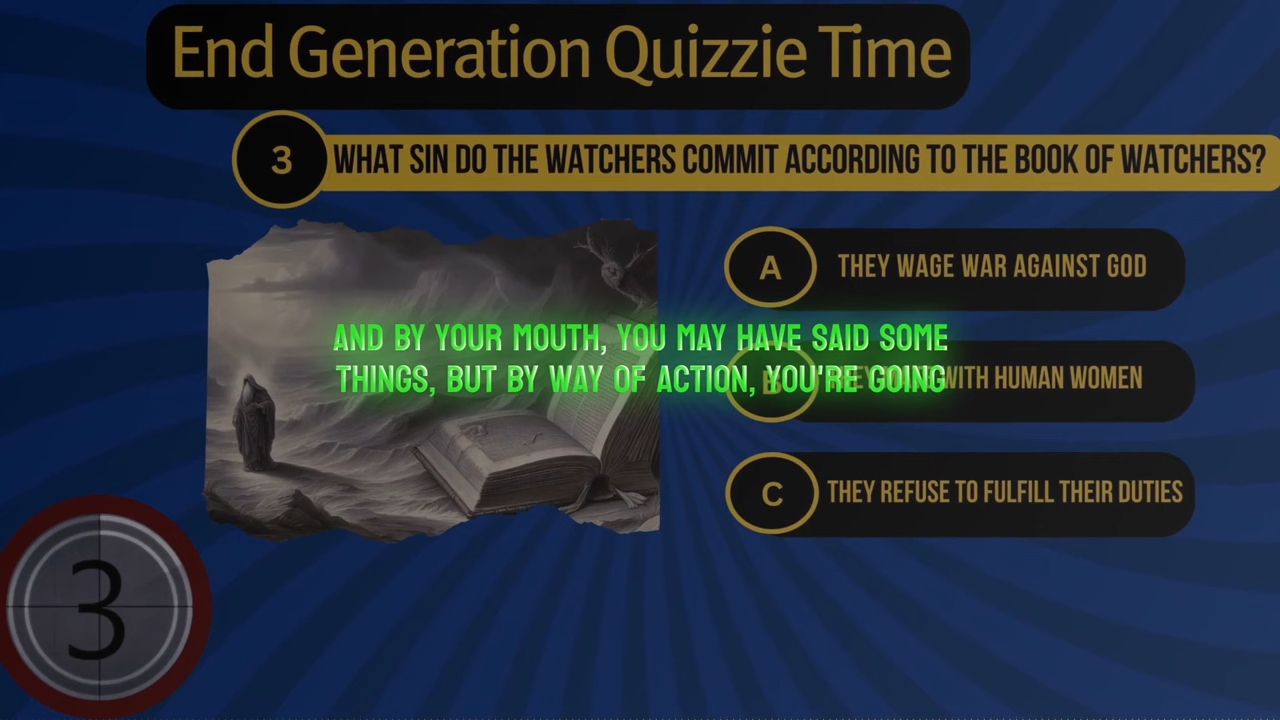 End Generation Quizzie Time
3
WHAT SIN DO THE WATCHERS COMMIT ACCORDING TO THE BOOK OF WATCHERS?
A
THEY WAGE WAR AGAINST GOD
AND BY YOUR MOUTH, YOU MAY HAVE SAID SOME
THINGS, BUT BY WAY OF ACTION, YOU'RE GOING
B
WITH HUMAN WOMEN
C
THEY REFUSE TO FULFILL THEIR DUTIES
3